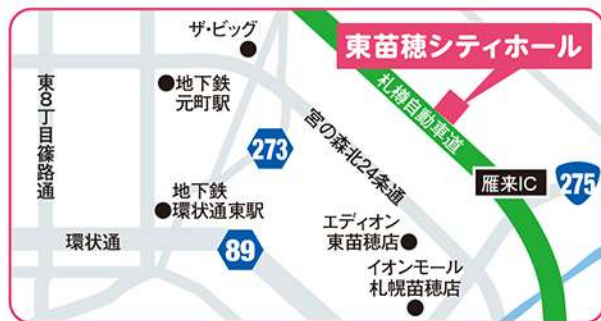 ザ・ビッグ
東苗穂シティホール
地下鉄
元町駅
東8丁目篠路通
札樽自動車道
宮の森北24条通
273
雁来IC
275
地下鉄
環状通東駅
エディオン
東苗穂店
環状通
89
イオンモール
札幌苗穂店